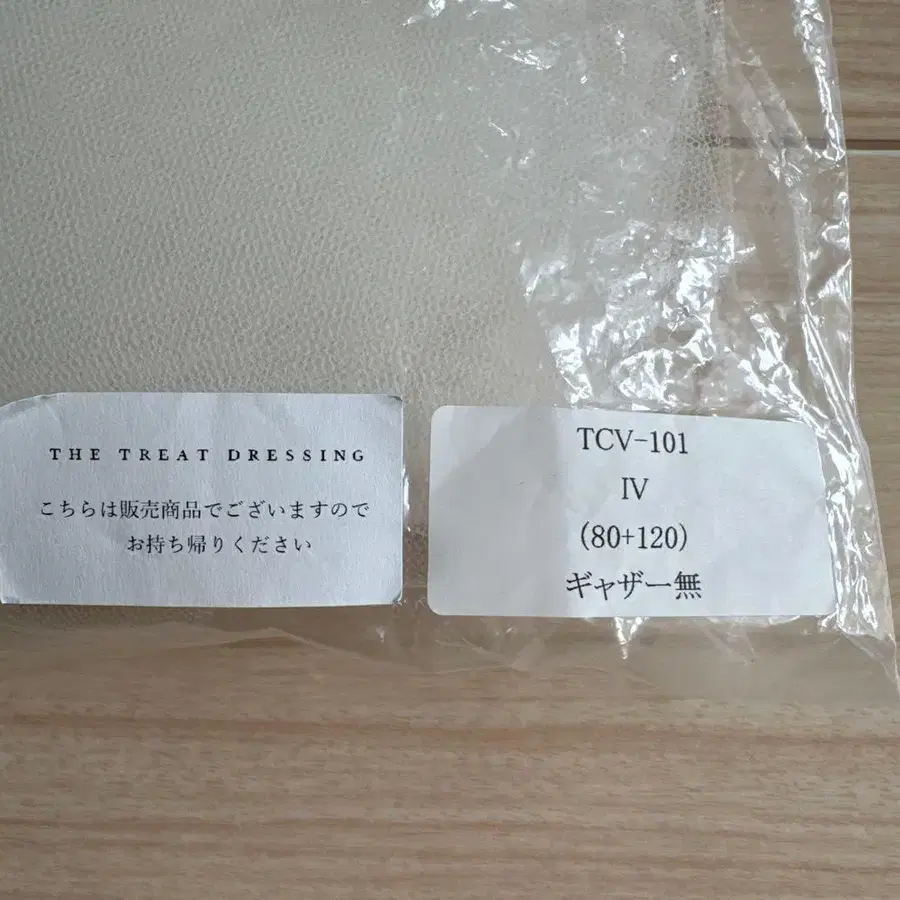 THE TREAT DRESSING
こちらは販売商品でございますので
お持ち帰りください
TCV-101
IV
(80+120)
ギャザー無